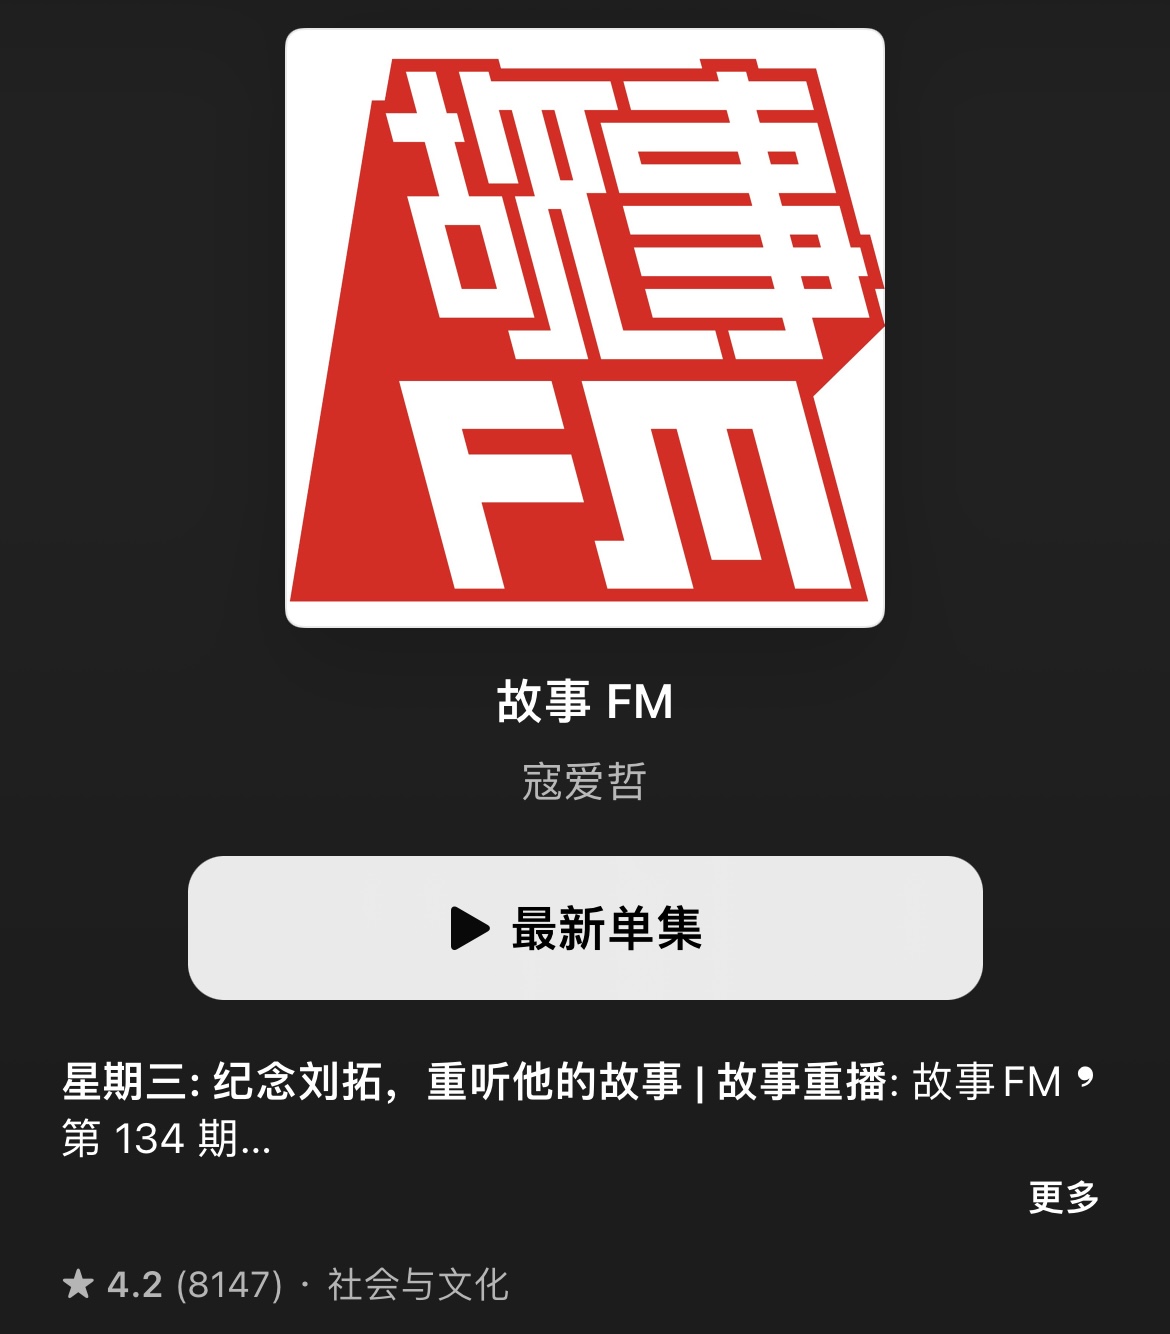 故事
FM
故事 FM
寇爱哲
最新单集
星期三: 纪念刘拓，重听他的故事 | 故事重播: 故事FM ❜
第 134 期...
更多
★ 4.2 (8147) · 社会与文化